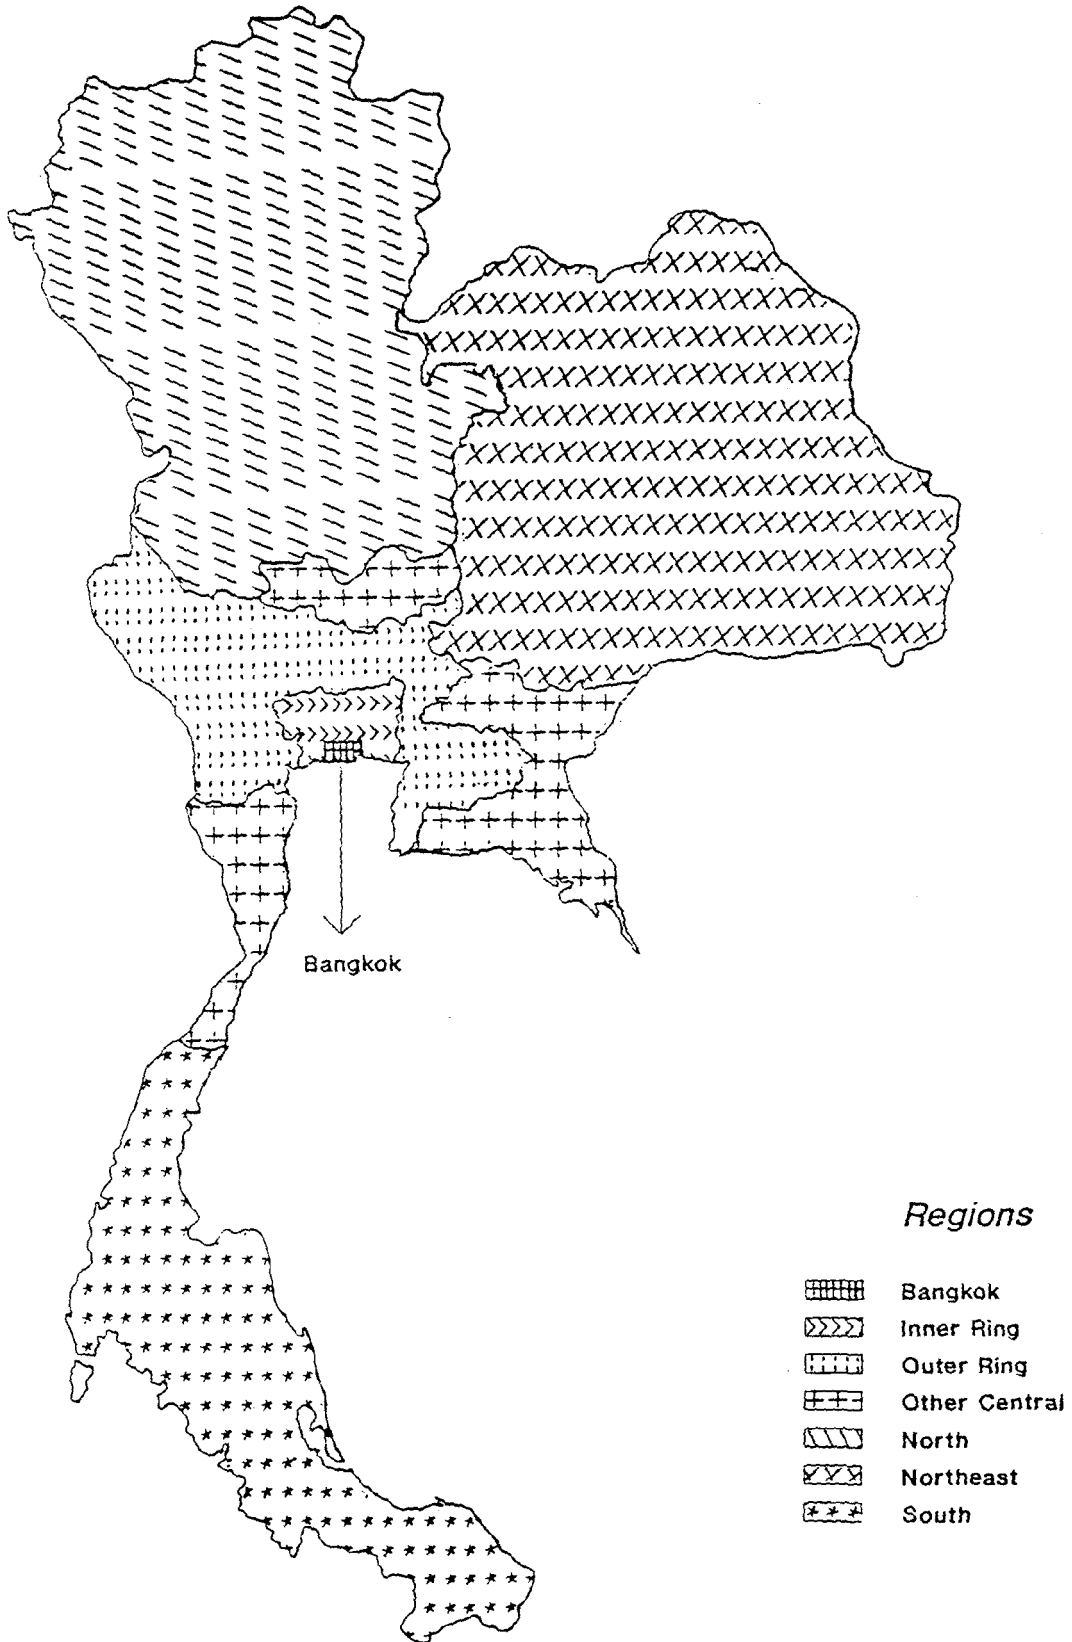 Bangkok
Regions
Bangkok
Inner Ring
Outer Ring
Other Central
North
Northeast
South